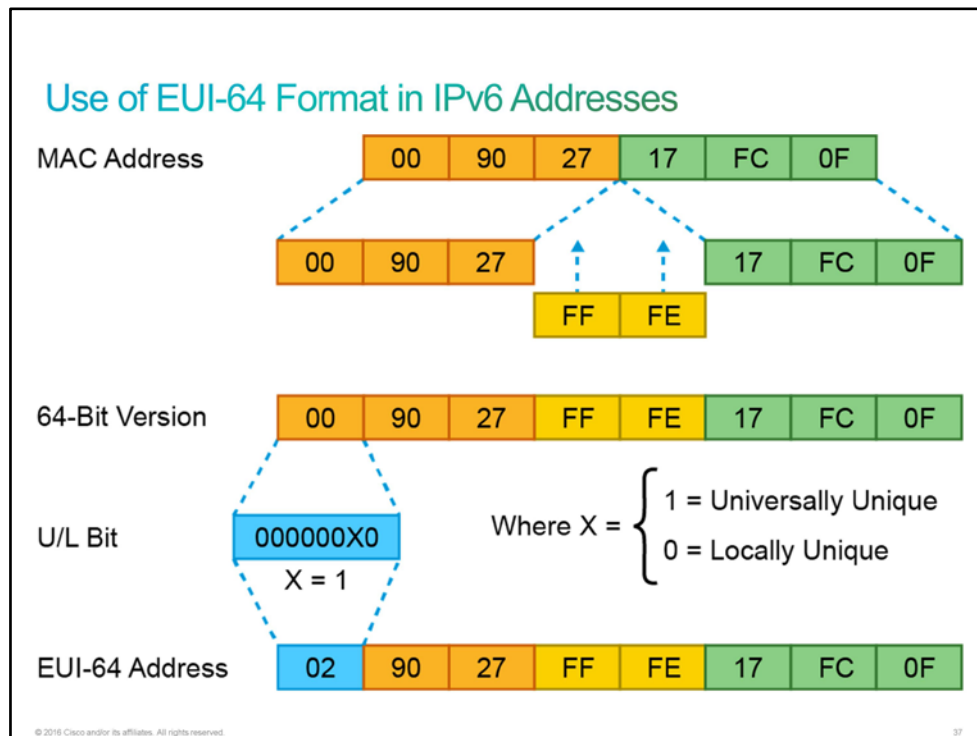 Use of EUI-64 Format in IPv6 Addresses
MAC Address 00 90 27 17 FC 0F
00 90 27 17 FC 0F
FF FE
64-Bit Version 00 90 27 FF FE 17 FC 0F
1 = Universally Unique
U/L Bit 000000X0 Where X =
0 = Locally Unique
X = 1
EUI-64 Address 02 90 27 FF FE 17 FC 0F
© 2016 Cisco and/or its affiliates. All rights reserved. 37